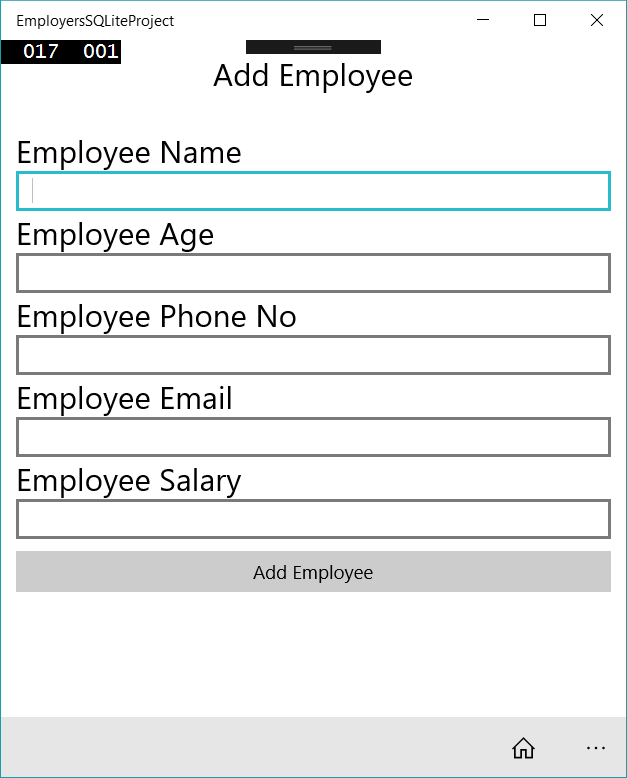 EmployersSQLiteProject
017 001
Add Employee
Employee Name
Employee Age
Employee Phone No
Employee Email
Employee Salary
Add Employee